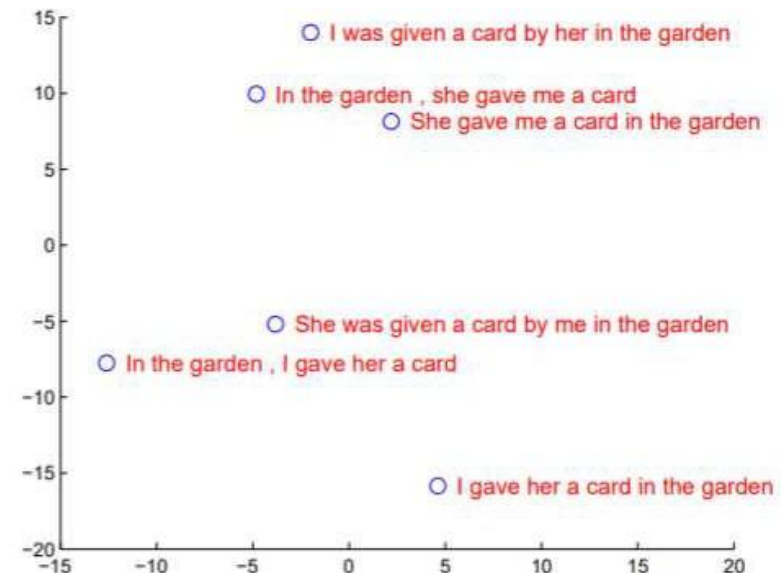 15
I was given a card by her in the garden
10
In the garden , she gave me a card
She gave me a card in the garden
5
0
−5
She was given a card by me in the garden
In the garden , I gave her a card
−10
−15
I gave her a card in the garden
−20
−15 −10 −5 0 5 10 15 20